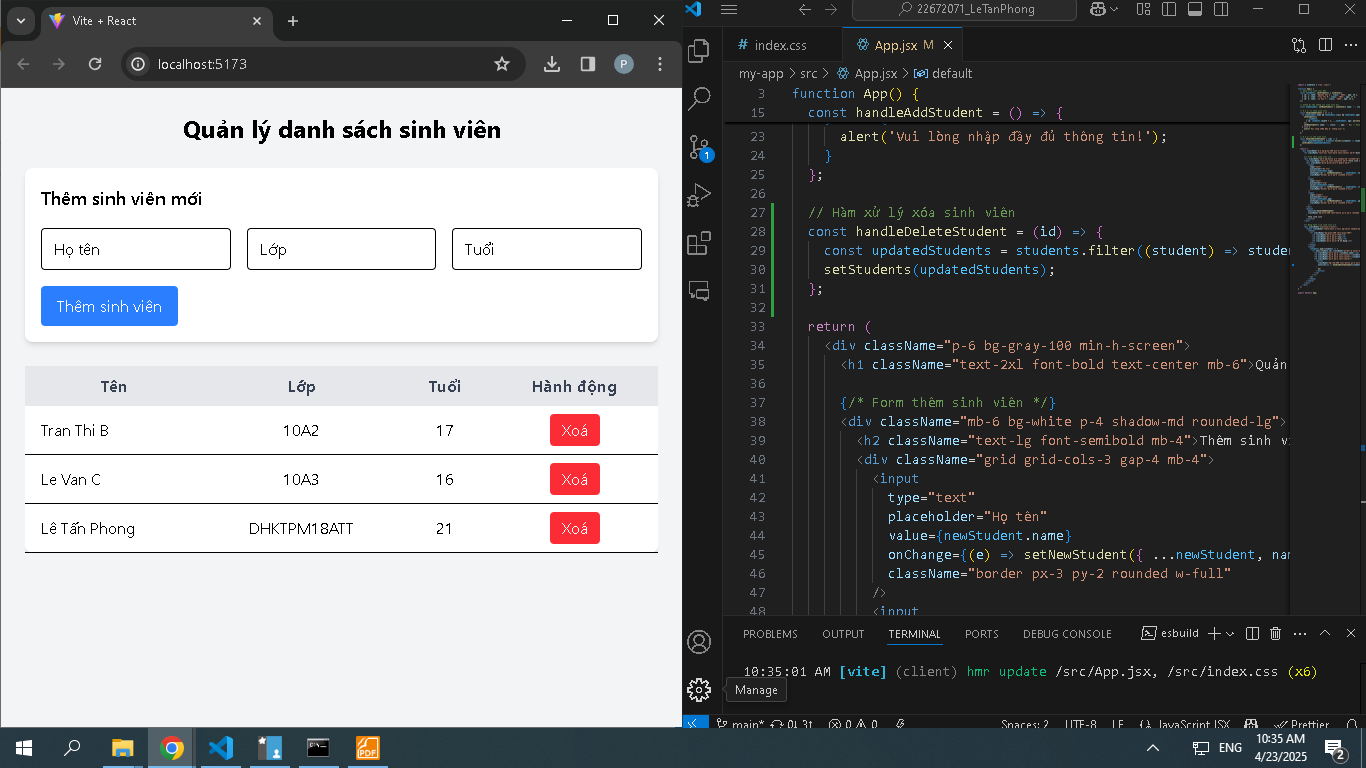 Vite + React
localhost:5173
P
Quản lý danh sách sinh viên
Thêm sinh viên mới
Họ tên
Lớp
Tuổi
Thêm sinh viên
Tên Lớp Tuổi Hành động
Tran Thi B 10A2 17 Xoá
Le Van C 10A3 16 Xoá
Lê Tấn Phong DHKTPM18ATT 21 Xoá
22672071_LeTanPhong
# index.css
App.jsx M
my-app > src > App.jsx > default
3 function App() {
15 const handleAddStudent = () => {
23 alert('Vui lòng nhập đầy đủ thông tin!');
24 }
25 };
26
27 // Hàm xử lý xóa sinh viên
28 const handleDeleteStudent = (id) => {
29 const updatedStudents = students.filter((student) => stude
30 setStudents(updatedStudents);
31 };
32
33 return (
34 <div className="p-6 bg-gray-100 min-h-screen">
35 <h1 className="text-2xl font-bold text-center mb-6">Quản
36
37 {/* Form thêm sinh viên */}
38 <div className="mb-6 bg-white p-4 shadow-md rounded-lg">
39 <h2 className="text-lg font-semibold mb-4">Thêm sinh vi
40 <div className="grid grid-cols-3 gap-4 mb-4">
41 <input
42 type="text"
43 placeholder="Họ tên"
44 value={newStudent.name}
45 onChange={(e) => setNewStudent({ ...newStudent, nam
46 className="border px-3 py-2 rounded w-full"
47 />
48 <input
1
PROBLEMS OUTPUT TERMINAL PORTS DEBUG CONSOLE
esbuild
10:35:01 AM [vite] (client) hmr update /src/App.jsx, /src/index.css (x6)
Manage
main* 0↓ 3↑ 0 0
Spaces: 2 UTF-8 LF {} JavaScript JSX Prettier
PDF
ENG
10:35 AM
4/23/2025
2